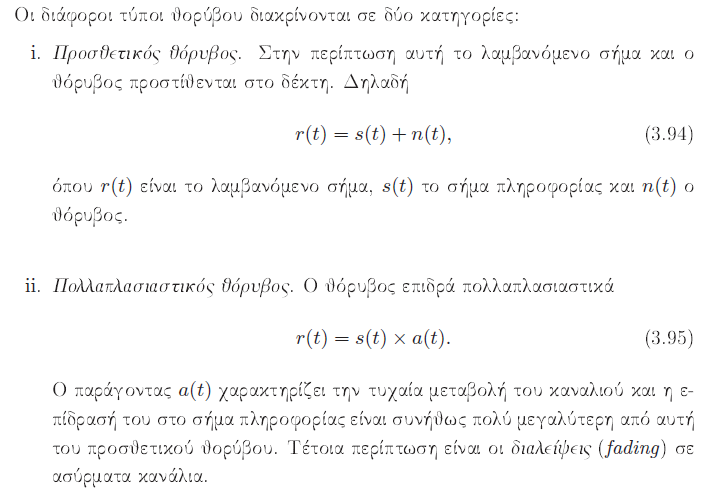 Οι διάφοροι τύποι θορύβου διακρίνονται σε δύο κατηγορίες:
i. Προσθετικός θόρυβος. Στην περίπτωση αυτή το λαμβανόμενο σήμα και ο
θόρυβος προστίθενται στο δέκτη. Δηλαδή
r(t) = s(t) + n(t), (3.94)
όπου r(t) είναι το λαμβανόμενο σήμα, s(t) το σήμα πληροφορίας και n(t) ο
θόρυβος.
ii. Πολλαπλασιαστικός θόρυβος. Ο θόρυβος επιδρά πολλαπλασιαστικά
r(t) = s(t) × a(t). (3.95)
Ο παράγοντας a(t) χαρακτηρίζει την τυχαία μεταβολή του καναλιού και η ε-
πίδρασή του στο σήμα πληροφορίας είναι συνήθως πολύ μεγαλύτερη από αυτή
του προσθετικού θορύβου. Τέτοια περίπτωση είναι οι διαλείψεις (fading) σε
ασύρματα κανάλια.